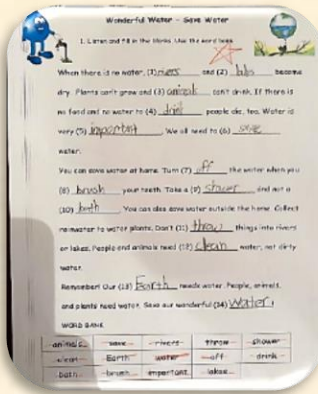 Wonderful Water - Save Water
1. Listen and fill in the blanks. Use the word bank.
When there is no water, (1) rivers and (2) lakes become
dry. Plants can't grow and (3) animals can't drink. If there is
no food and no water to (4) drink people die, too. Water is
very (5) important. We all need to (6) save
water.
You can save water at home. Turn (7) off the water when you
(8) brush your teeth. Take a (9) shower and not a
(10) bath. You can also save water outside the home. Collect
rainwater to water plants. Don't (11) throw things into rivers
or lakes. People and animals need (12) clean water, not dirty
water.
Remember! Our (13) Earth needs water. People, animals,
and plants need water. Save our wonderful (14) Water!
WORD BANK
animals save rivers throw shower
clean Earth water off drink
bath brush important lakes